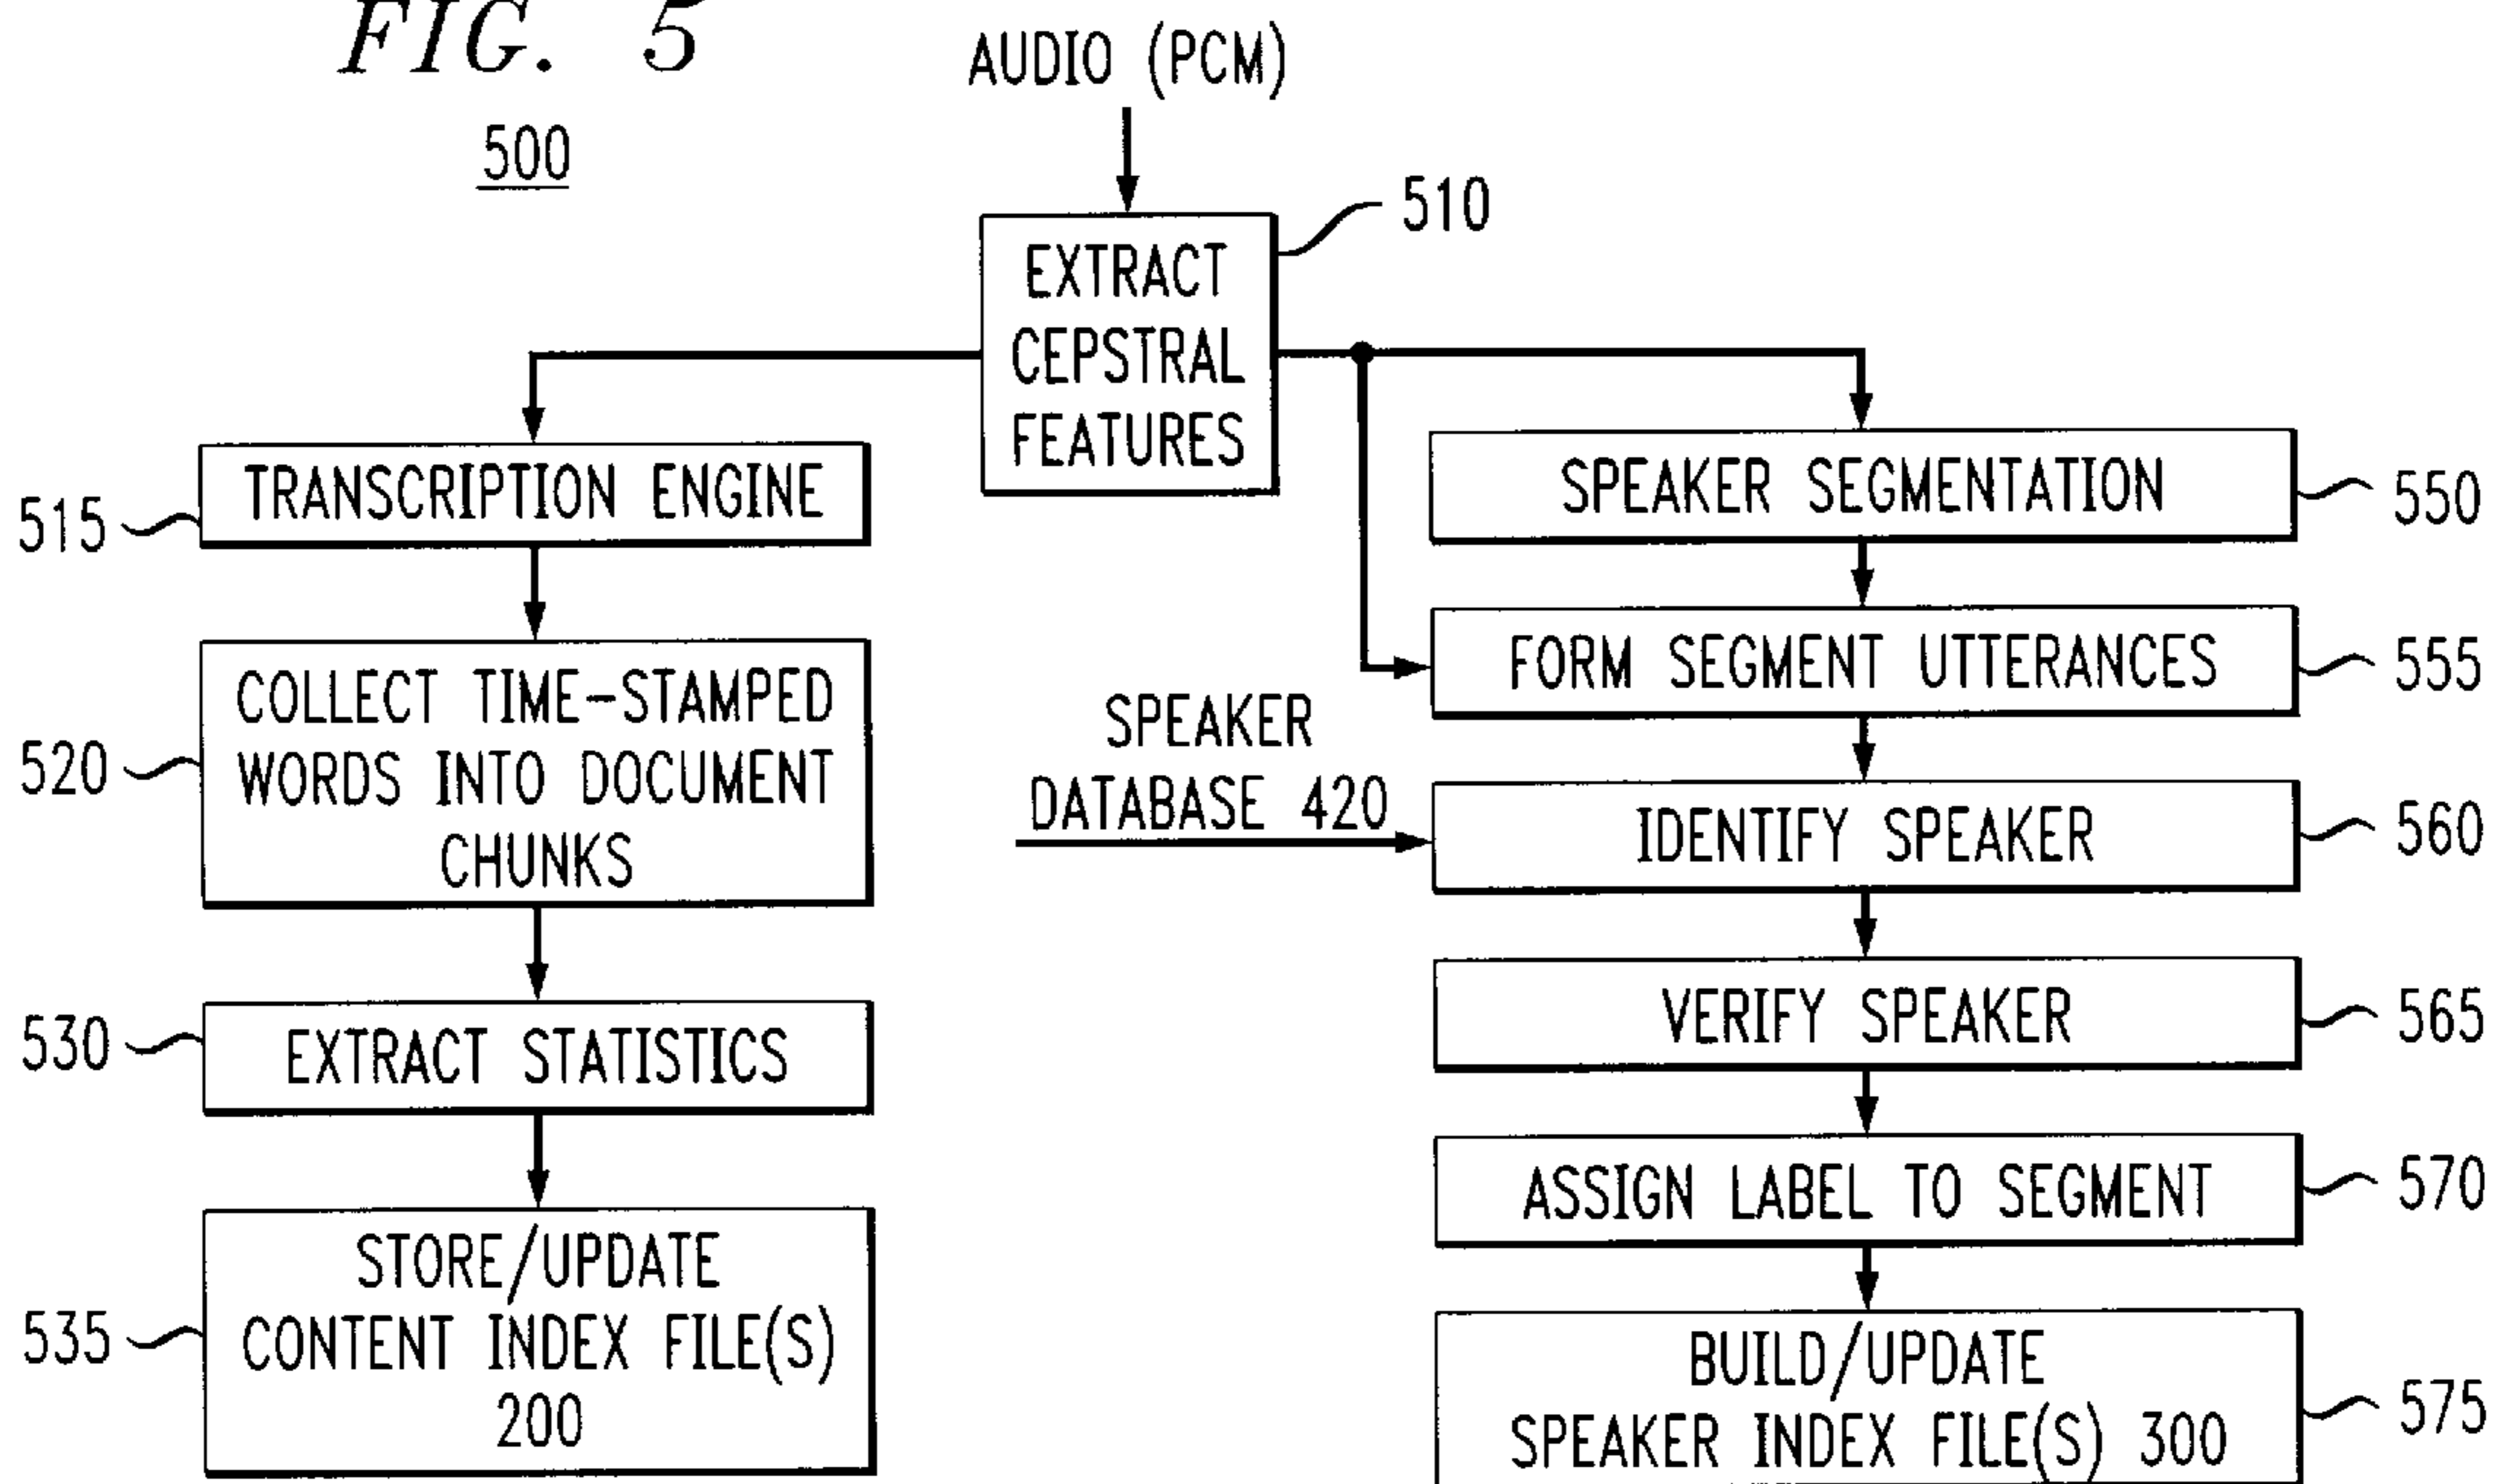 FIG. 5
500
AUDIO (PCM)
510
EXTRACT
CEPSTRAL
FEATURES
TRANSCRIPTION ENGINE
515
COLLECT TIME-STAMPED
WORDS INTO DOCUMENT
CHUNKS
520
EXTRACT STATISTICS
530
STORE/UPDATE
CONTENT INDEX FILE(S)
200
535
SPEAKER SEGMENTATION
550
FORM SEGMENT UTTERANCES
555
SPEAKER
DATABASE 420
IDENTIFY SPEAKER
560
VERIFY SPEAKER
565
ASSIGN LABEL TO SEGMENT
570
BUILD/UPDATE
SPEAKER INDEX FILE(S) 300
575